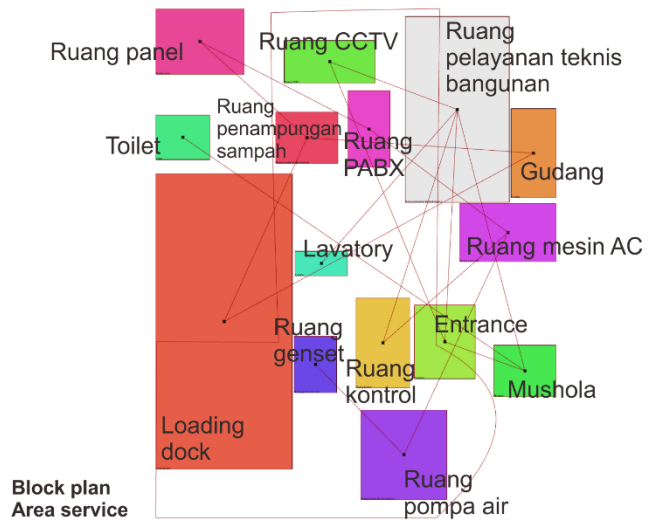 Ruang panel
Ruang CCTV
Ruang
pelayanan teknis
bangunan
Toilet
Ruang
penampungan
sampah
Ruang
PABX
Gudang
Lavatory
Ruang mesin AC
Ruang
genset
Ruang
kontrol
Entrance
Mushola
Loading
dock
Ruang
pompa air
Block plan
Area service